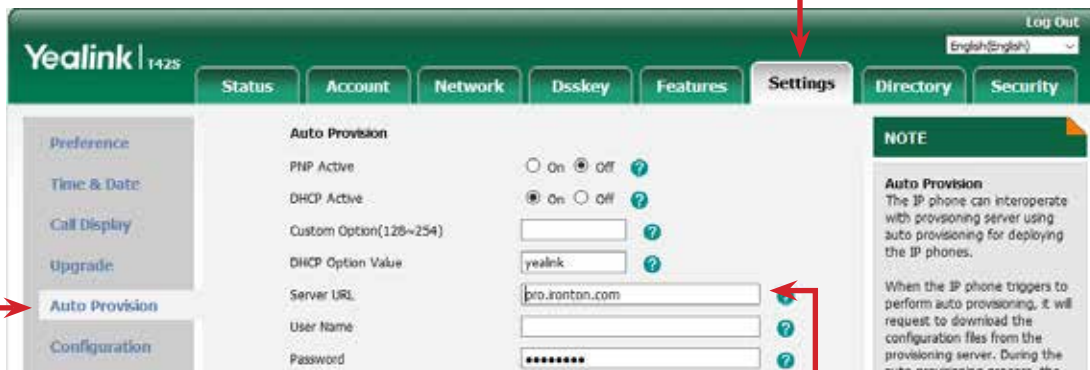 Log Out
Yealink | T42S
English(English)
Status Account Network Dsskey Features Settings Directory Security
Preference
Time & Date
Call Display
Upgrade
Auto Provision
Configuration
Auto Provision
PNP Active On Off ?
DHCP Active On Off ?
Custom Option(128~254) ?
DHCP Option Value yealink ?
Server URL pro.ironton.com
User Name ?
Password •••••••• ?
NOTE
Auto Provision
The IP phone can interoperate
with provsioning server using
auto provisioning for deploying
the IP phones.
When the IP phone triggers to
perform auto provisioning, it will
request to download the
configuration files from the
provisioning server. During the
auto provisioning process, the